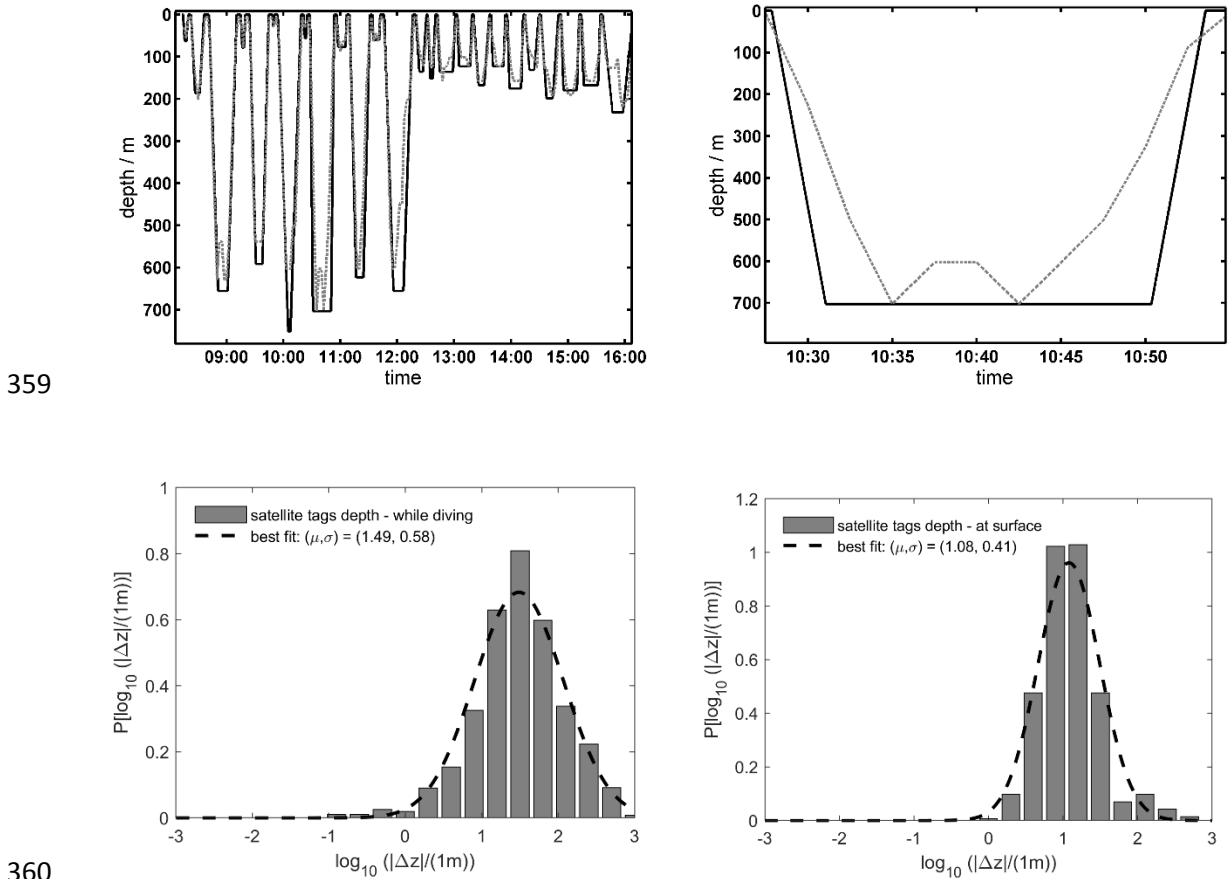 0
100
200
300
400
500
600
700
depth / m
09:00 10:00 11:00 12:00 13:00 14:00 15:00 16:00
time
0
100
200
300
400
500
600
700
depth / m
10:30 10:35 10:40 10:45 10:50
time
359
1
0.8
0.6
0.4
0.2
0
P[log10 (|Δz|/(1m))]
satellite tags depth - while diving
best fit: (μ,σ) = (1.49, 0.58)
-3 -2 -1 0 1 2 3
log10 (|Δz|/(1m))
1.2
1
0.8
0.6
0.4
0.2
0
P[log10 (|Δz|/(1m))]
satellite tags depth - at surface
best fit: (μ,σ) = (1.08, 0.41)
-3 -2 -1 0 1 2 3
log10 (|Δz|/(1m))
360